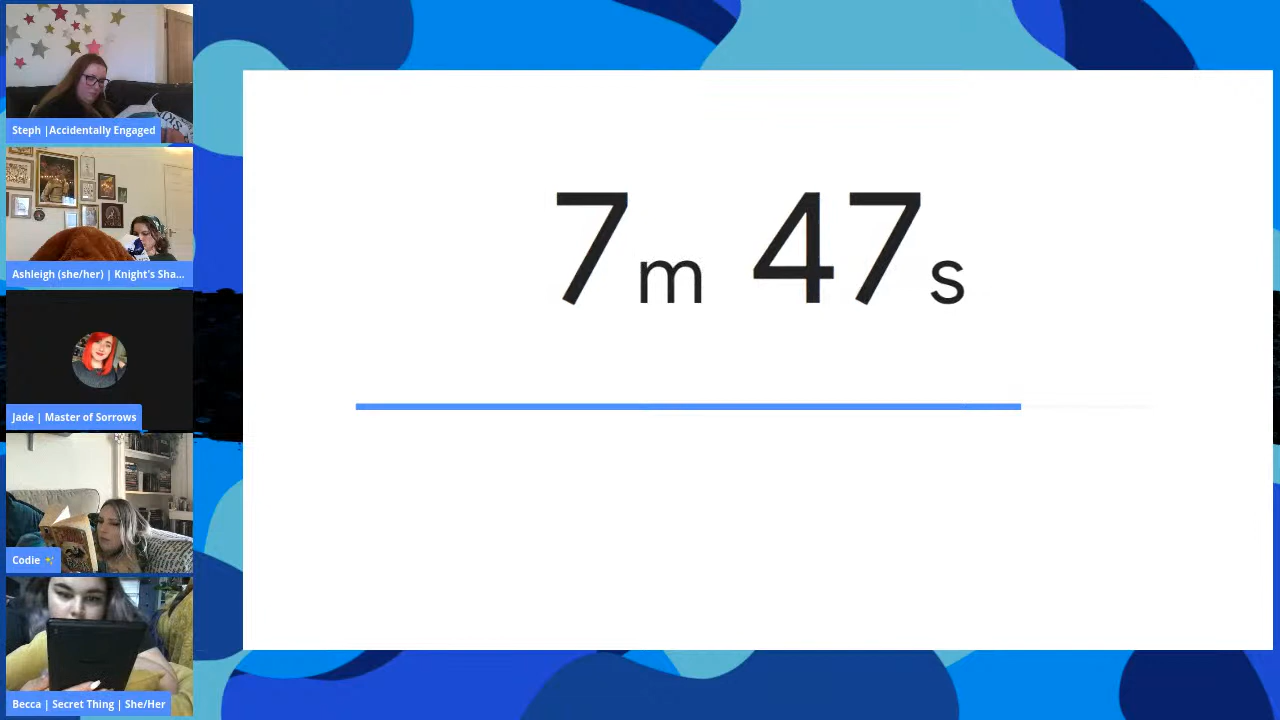 Steph |Accidentally Engaged
Ashleigh (she/her) | Knight's Sha...
Jade | Master of Sorrows
Codie ✨
Becca | Secret Thing | She/Her
7m 47s